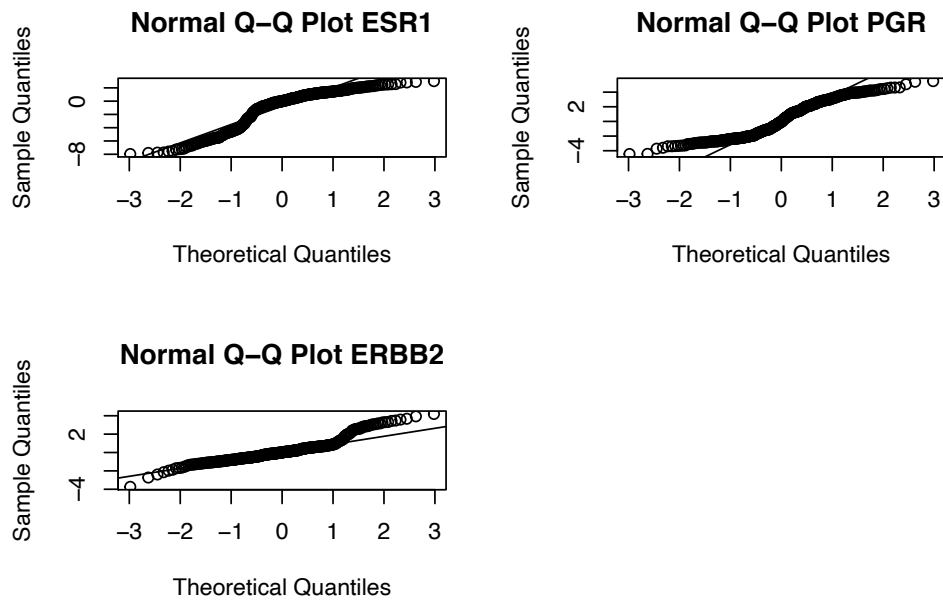 Normal Q−Q Plot ESR1
Sample Quantiles
0
−8
−3 −2 −1 0 1 2 3
Theoretical Quantiles
Normal Q−Q Plot PGR
Sample Quantiles
2
−4
−3 −2 −1 0 1 2 3
Theoretical Quantiles
Normal Q−Q Plot ERBB2
Sample Quantiles
2
−4
−3 −2 −1 0 1 2 3
Theoretical Quantiles